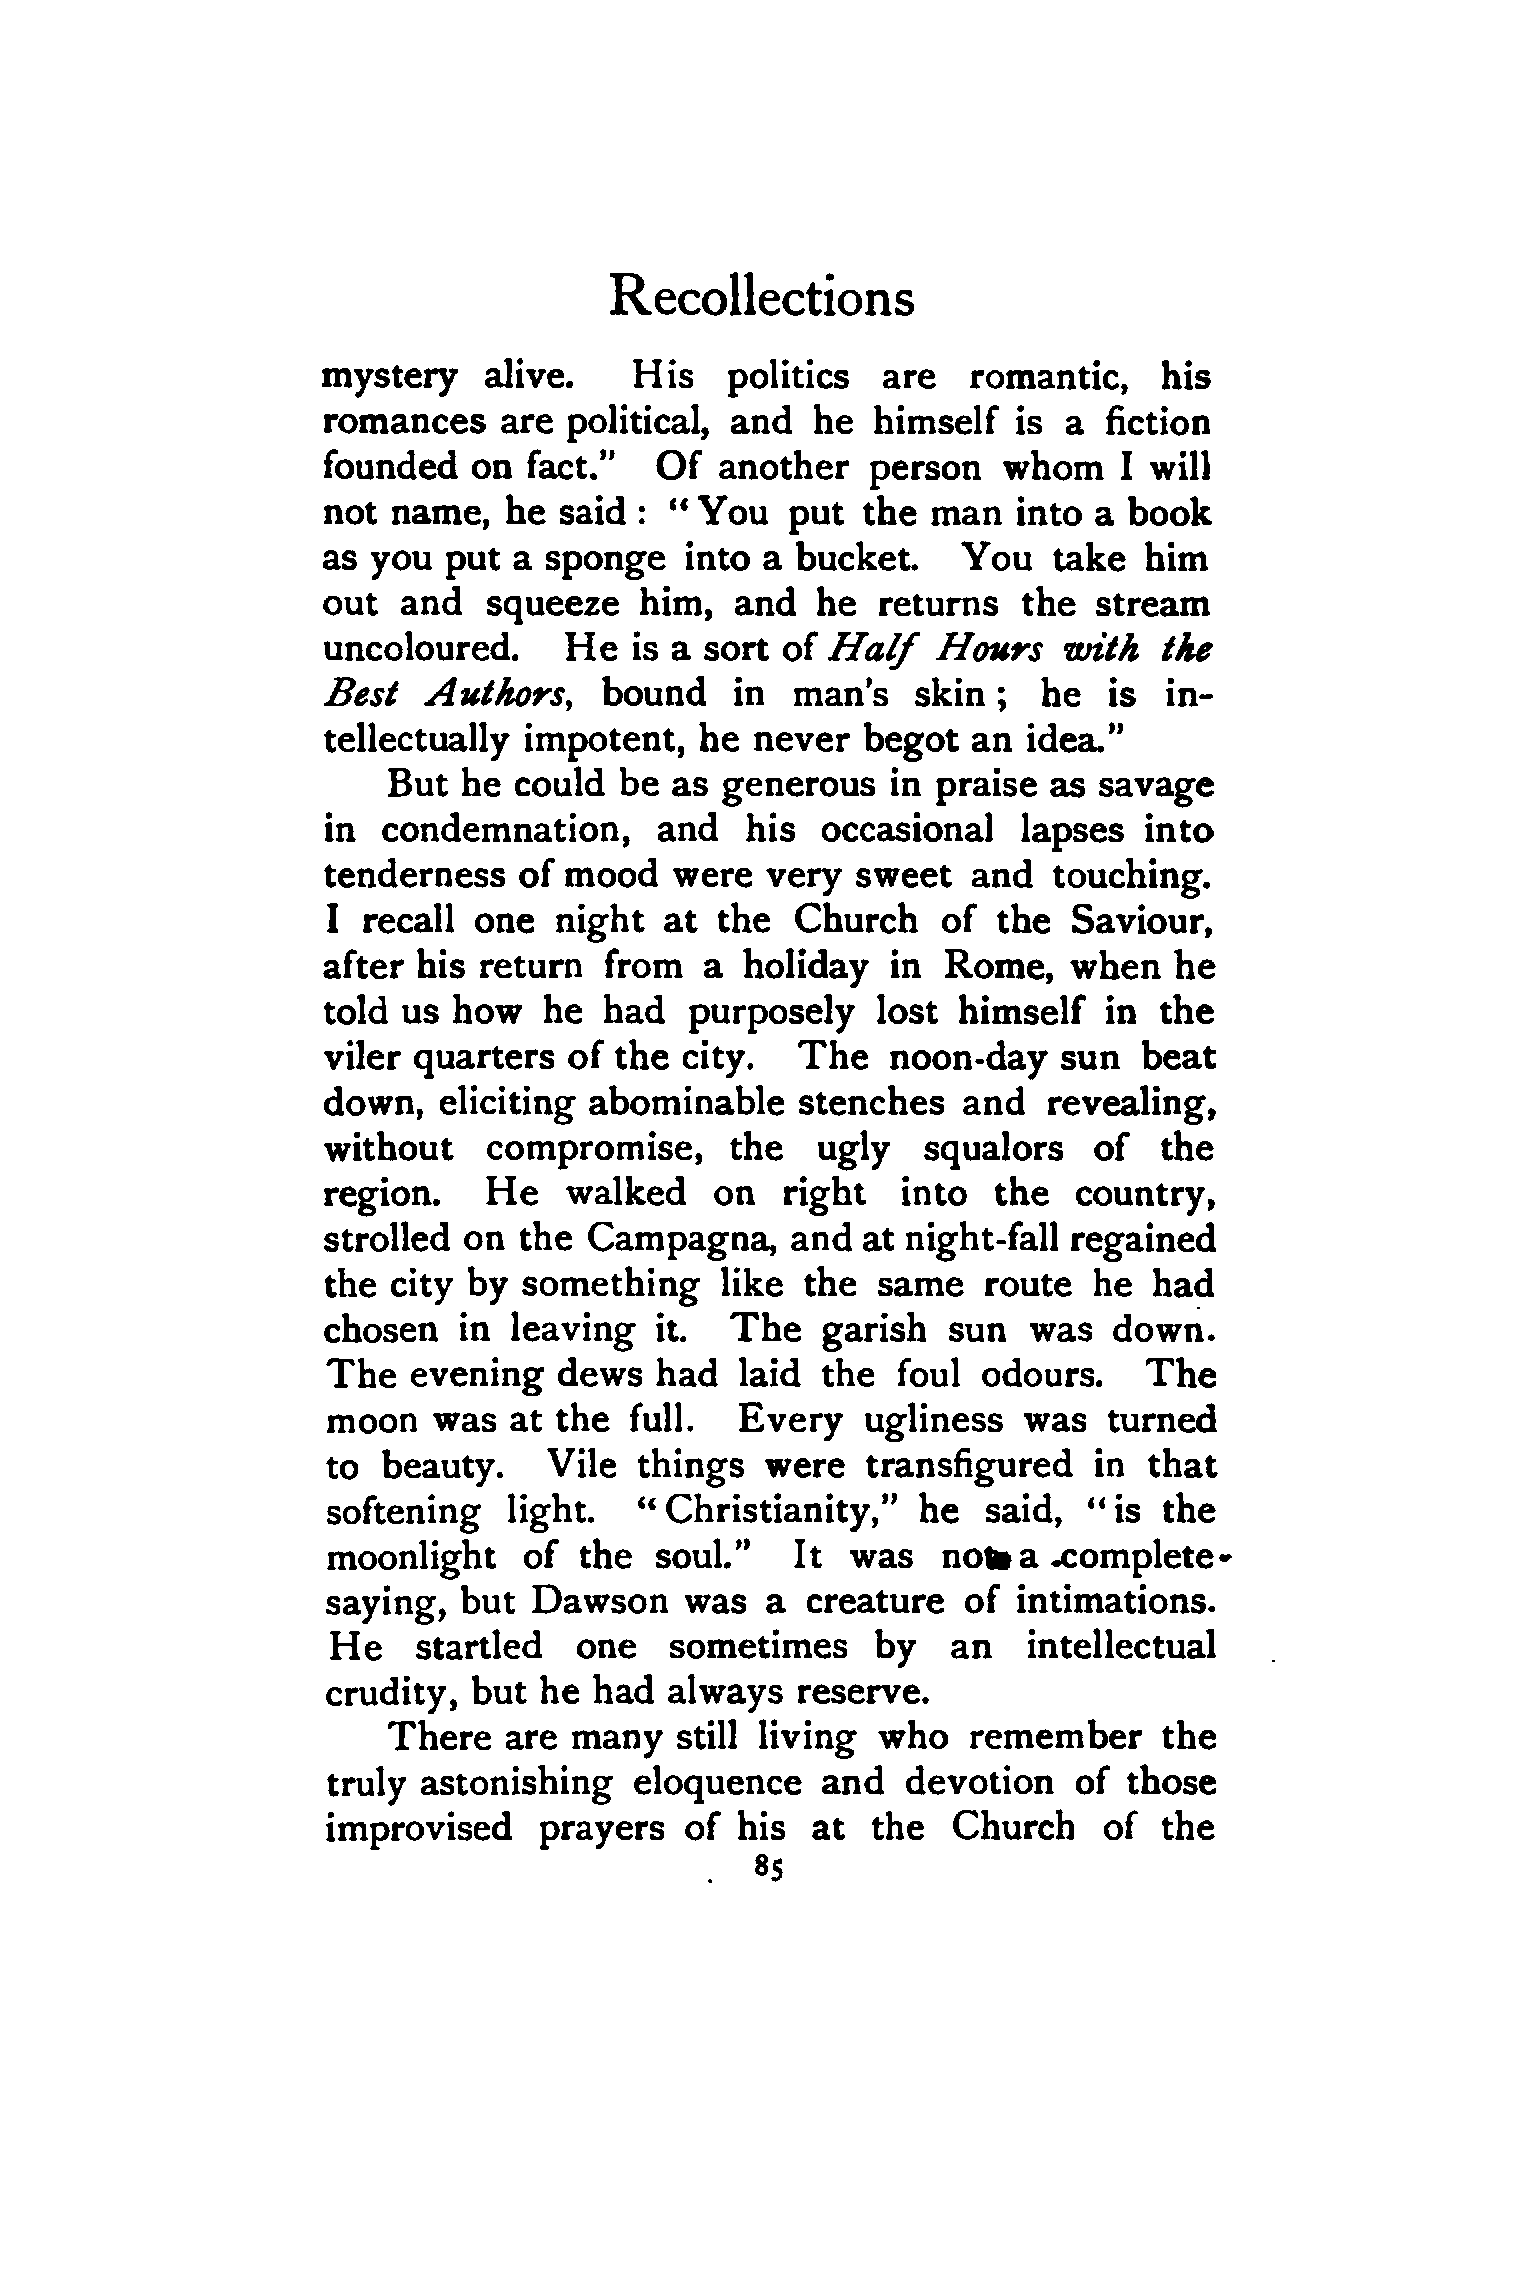 Recollections
mystery alive. His politics are romantic, his
romances are political, and he himself is a fiction
founded on fact." Of another person whom I will
not name, he said : "You put the man into a book
as you put a sponge into a bucket. You take him
out and squeeze him, and he returns the stream
uncoloured. He is a sort of Half Hours with the
Best Authors, bound in man's skin ; he is in-
tellectually impotent, he never begot an idea."
But he could be as generous in praise as savage
in condemnation, and his occasional lapses into
tenderness of mood were very sweet and touching.
I recall one night at the Church of the Saviour,
after his return from a holiday in Rome, when he
told us how he had purposely lost himself in the
viler quarters of the city. The noon-day sun beat
down, eliciting abominable stenches and revealing,
without compromise, the ugly squalors of the
region. He walked on right into the country,
strolled on the Campagna, and at night-fall regained
the city by something like the same route he had
chosen in leaving it. The garish sun was down.
The evening dews had laid the foul odours. The
moon was at the full. Every ugliness was turned
to beauty. Vile things were transfigured in that
softening light. "Christianity," he said, "is the
moonlight of the soul." It was not a complete
saying, but Dawson was a creature of intimations.
He startled one sometimes by an intellectual
crudity, but he had always reserve.
There are many still living who remember the
truly astonishing eloquence and devotion of those
improvised prayers of his at the Church of the
85